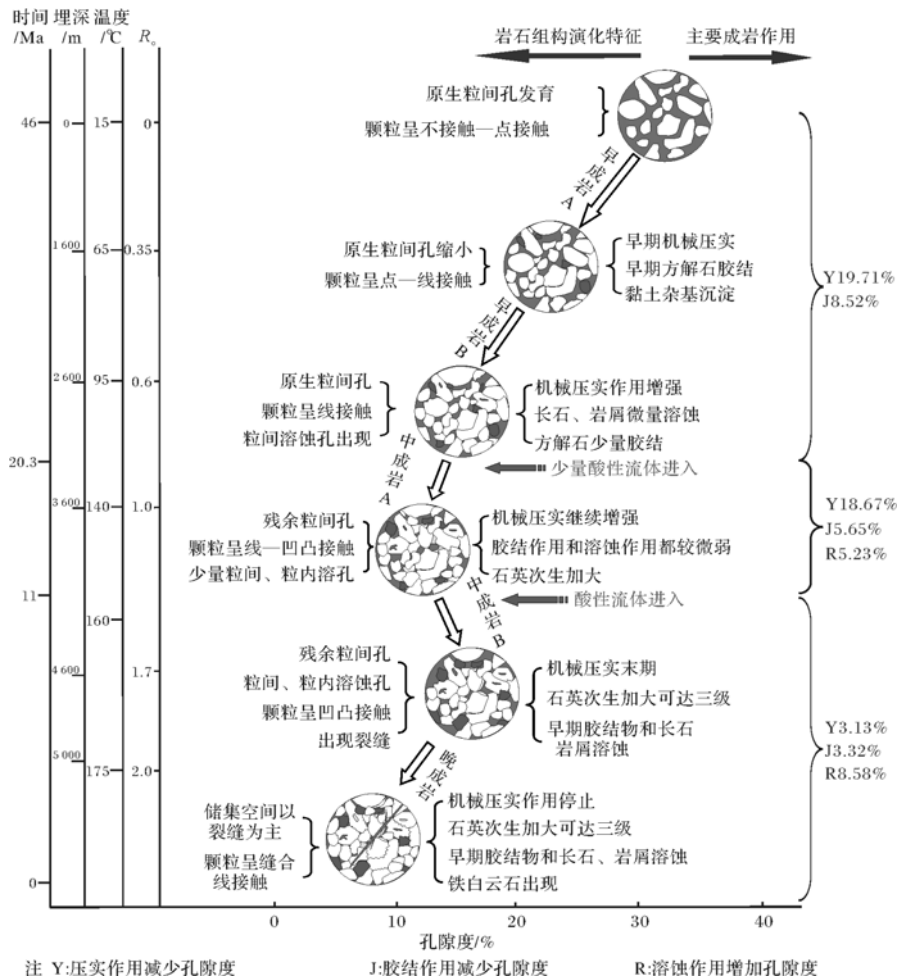 时间 埋深 温度
/Ma /m /℃ Ro
岩石组构演化特征 主要成岩作用
原生粒间孔发育
46 0 15 0
颗粒呈不接触—点接触
早成岩A
1600 65 0.35
原生粒间孔缩小
颗粒呈点—线接触
早期机械压实
早期方解石胶结
黏土杂基沉淀
Y19.71%
J8.52%
早成岩B
2600 95 0.6
原生粒间孔
颗粒呈线接触
粒间溶蚀孔出现
机械压实作用增强
长石、岩屑微量溶蚀
方解石少量胶结
20.3
中成岩A
少量酸性流体进入
3600 140 1.0
残余粒间孔
颗粒呈线—凹凸接触
少量粒间、粒内溶孔
机械压实继续增强
胶结作用和溶蚀作用都较微弱
石英次生加大
Y18.67%
J5.65%
R5.23%
11
中成岩B
酸性流体进入
160
4600 1.7
残余粒间孔
粒间、粒内溶蚀孔
颗粒呈凹凸接触
出现裂缝
机械压实末期
石英次生加大可达三级
早期胶结物和长石
岩屑溶蚀
Y3.13%
J3.32%
R8.58%
5000 175 2.0
晚成岩
储集空间以
裂缝为主
颗粒呈缝合
线接触
机械压实作用停止
石英次生加大可达三级
早期胶结物和长石、岩屑溶蚀
铁白云石出现
0
0 10 20 30 40
孔隙度/%
注 Y:压实作用减少孔隙度 J:胶结作用减少孔隙度 R:溶蚀作用增加孔隙度